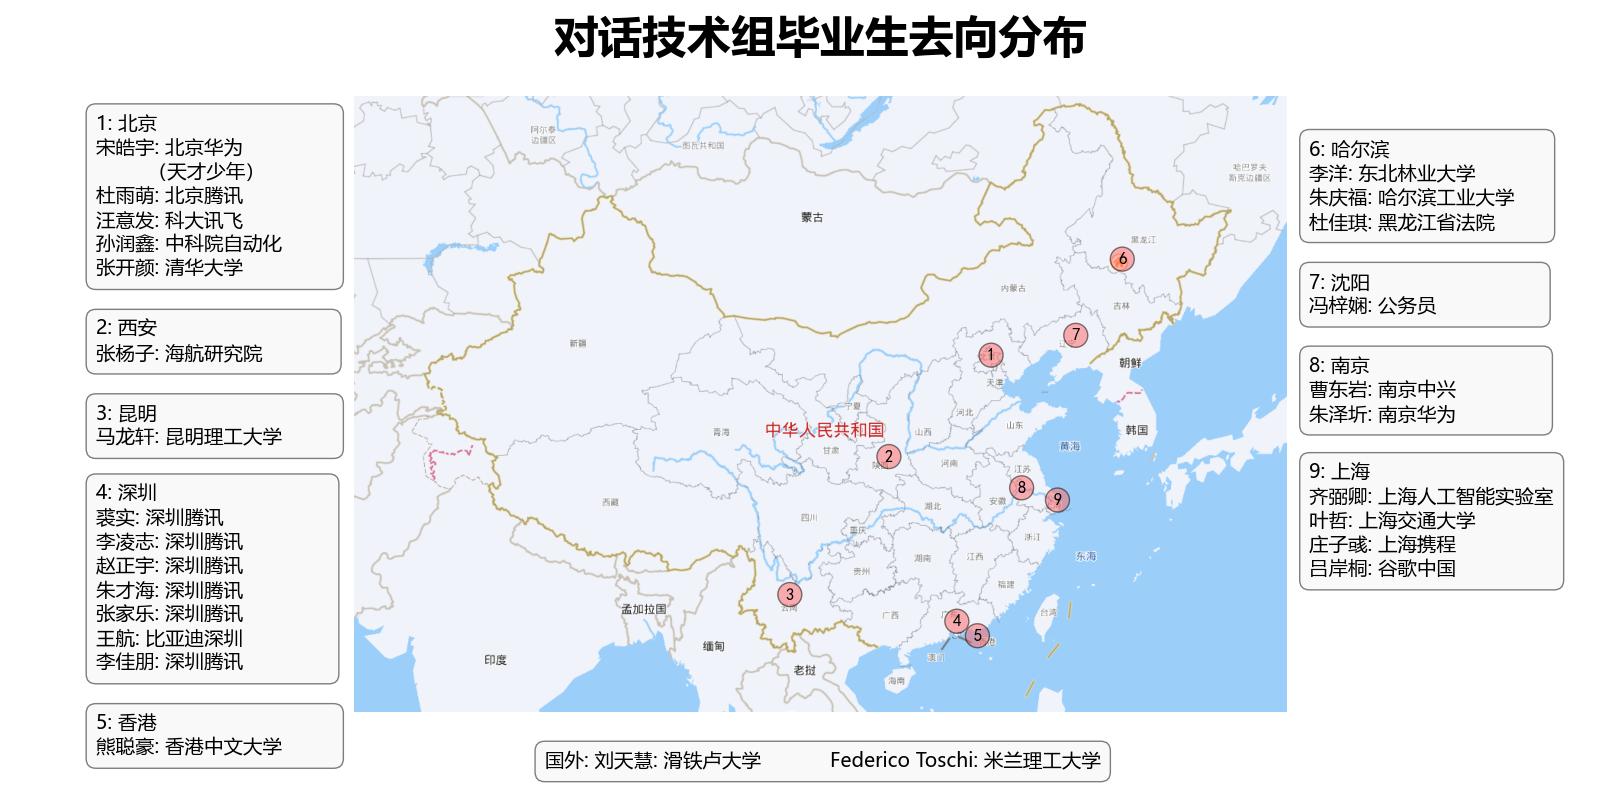 对话技术组毕业生去向分布
1: 北京
宋皓宇: 北京华为
（天才少年）
杜雨萌: 北京腾讯
汪意发: 科大讯飞
孙润鑫: 中科院自动化
张开颜: 清华大学
2: 西安
张杨子: 海航研究院
3: 昆明
马龙轩: 昆明理工大学
4: 深圳
裘实: 深圳腾讯
李凌志: 深圳腾讯
赵正宇: 深圳腾讯
朱才海: 深圳腾讯
张家乐: 深圳腾讯
王航: 比亚迪深圳
李佳朋: 深圳腾讯
5: 香港
熊聪豪: 香港中文大学
阿尔泰
边疆区
图瓦共和国
哈巴罗夫
斯克边疆区
蒙古
黑龙江
6
内蒙古
吉林
7
新疆
1
朝鲜
天津
宁夏
河北
青海
中华人民共和国
山西
山东
韩国
黄海
甘肃
2
河南
江苏
8
9
西藏
安徽
四川
湖北
重庆
浙江
东海
湖南
江西
贵州
福建
3
云南
孟加拉国
广西
4
5
台湾
缅甸
澳门
印度
老挝
海南
6: 哈尔滨
李洋: 东北林业大学
朱庆福: 哈尔滨工业大学
杜佳琪: 黑龙江省法院
7: 沈阳
冯梓娴: 公务员
8: 南京
曹东岩: 南京中兴
朱泽圻: 南京华为
9: 上海
齐弼卿: 上海人工智能实验室
叶哲: 上海交通大学
庄子彧: 上海携程
吕岸桐: 谷歌中国
国外: 刘天慧: 滑铁卢大学 Federico Toschi: 米兰理工大学